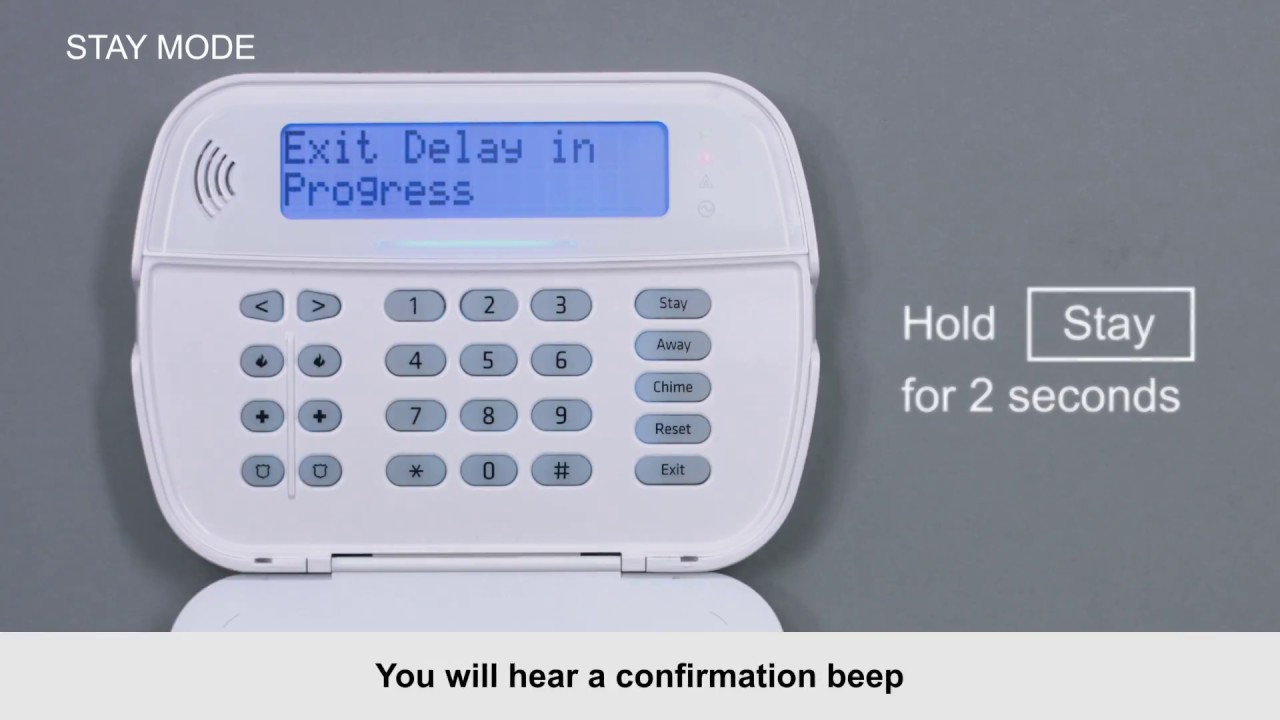 STAY MODE
Exit Delay in
Progress
< > 1 2 3 Stay
4 5 6 Away
7 8 9 Chime
Reset
* 0 # Exit
Hold Stay
for 2 seconds
You will hear a confirmation beep